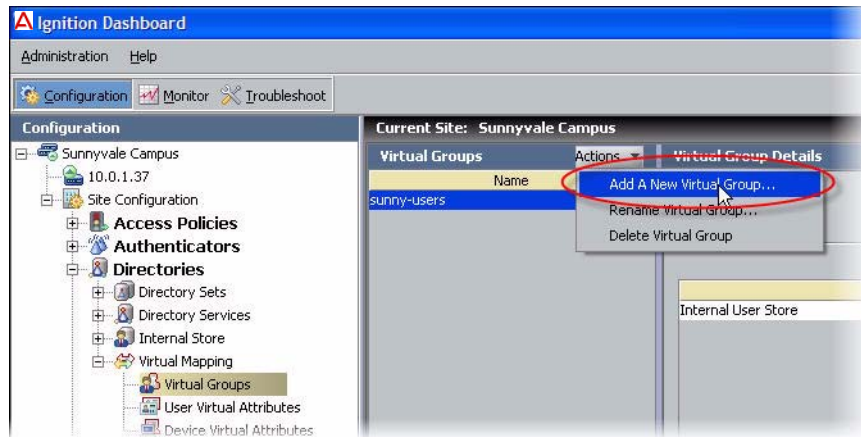 Ignition Dashboard
Administration Help
Configuration Monitor Troubleshoot
Configuration
Sunnyvale Campus
10.0.1.37
Site Configuration
Access Policies
Authenticators
Directories
Directory Sets
Directory Services
Internal Store
Virtual Mapping
Virtual Groups
User Virtual Attributes
Device Virtual Attributes
Current Site: Sunnyvale Campus
Virtual Groups Actions
Name
sunny-users
Add A New Virtual Group...
Rename Virtual Group...
Delete Virtual Group
Virtual Group Details
Internal User Store